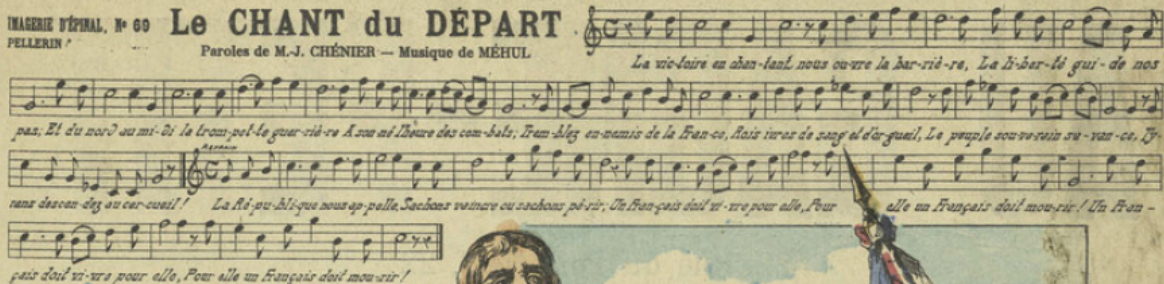 IMAGERIE D'ÉPINAL, Nº 69
PELLERIN
Le CHANT du DÉPART
Paroles de M.-J. CHÉNIER — Musique de MÉHUL
La vic-toire en chan-tant nous ou-vre la bar-riè-re, La li-ber-té gui-de nos
pas; Et du nord au mi-di la trom-pet-te guer-riè-re A son-né l'heure des com-bats; Trem-blez en-nemis de la Fran-ce, Rois ivres de sang et d'or-gueil, Le peuple sou-ve-rain s'a-van-ce, Ty-
rans descen-dez au cer-cueil !
Refrain
La Ré-pu-bli-que nous ap-pelle, Sachons vaincre ou sachons pé-rir; Un Fran-çais doit vi-vre pour elle, Pour elle un Français doit mou-rir ! Un Fran-
çais doit vi-vre pour elle, Pour elle un Français doit mou-rir !